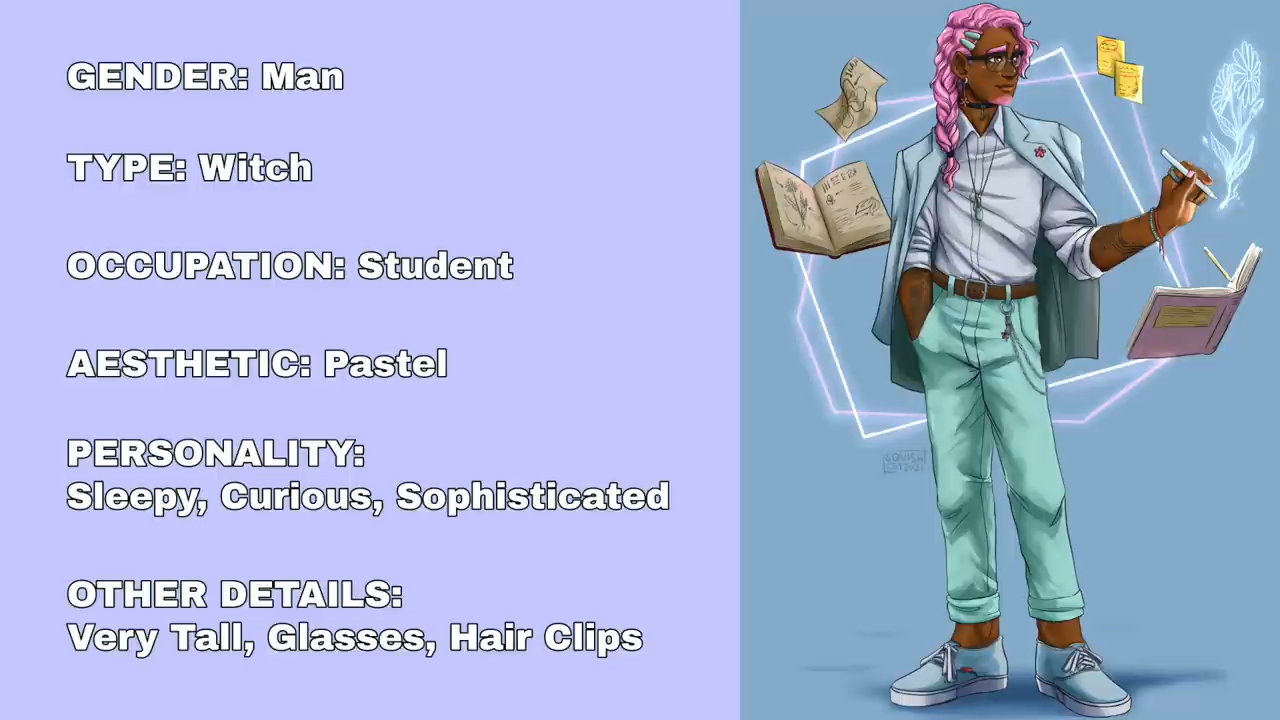 GENDER: Man
TYPE: Witch
OCCUPATION: Student
AESTHETIC: Pastel
PERSONALITY:
Sleepy, Curious, Sophisticated
OTHER DETAILS:
Very Tall, Glasses, Hair Clips